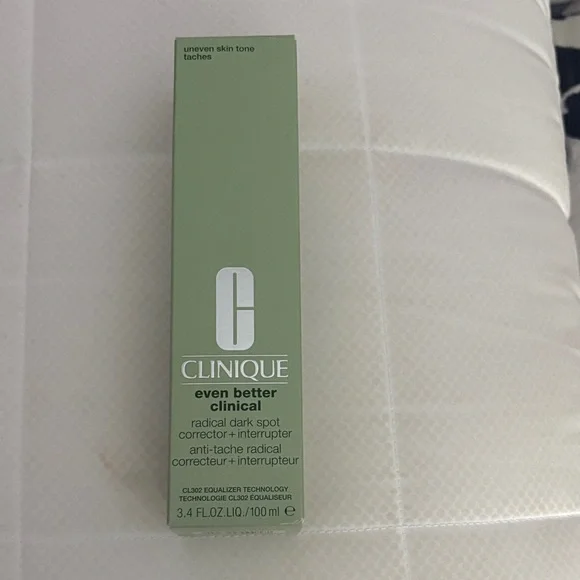 uneven skin tone
taches
C
CLINIQUE
even better
clinical
radical dark spot
corrector+interrupter
anti-tache radical
correcteur+interrupteur
CL302 EQUALIZER TECHNOLOGY
TECHNOLOGIE CL302 ÉQUALISEUR
3.4 FL.OZ.LIQ./100 ml ℮